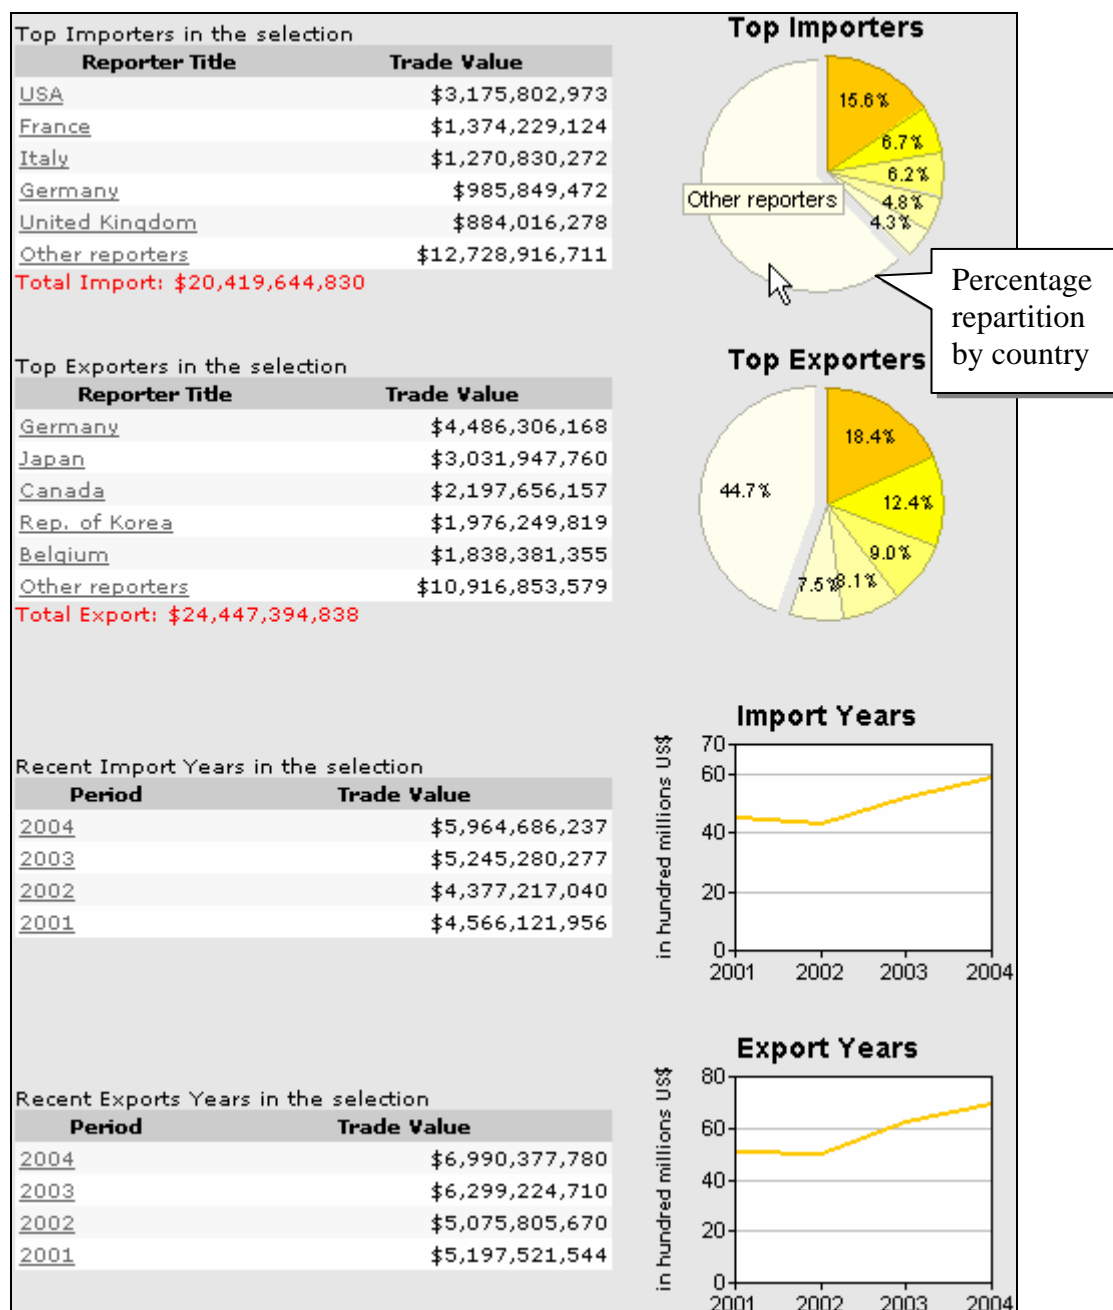 Top Importers in the selection
Reporter Title Trade Value
USA $3,175,802,973
France $1,374,229,124
Italy $1,270,830,272
Germany $985,849,472
United Kingdom $884,016,278
Other reporters $12,728,916,711
Total Import: $20,419,644,830
Top Importers
15.6%
6.7%
6.2%
4.8%
4.3%
Other reporters
Percentage
repartition
by country
Top Exporters in the selection
Reporter Title Trade Value
Germany $4,486,306,168
Japan $3,031,947,760
Canada $2,197,656,157
Rep. of Korea $1,976,249,819
Belgium $1,838,381,355
Other reporters $10,916,853,579
Total Export: $24,447,394,838
Top Exporters
18.4%
44.7%
12.4%
9.0%
7.5% 8.1%
Recent Import Years in the selection
Period Trade Value
2004 $5,964,686,237
2003 $5,245,280,277
2002 $4,377,217,040
2001 $4,566,121,956
Import Years
in hundred millions US$
70
60
40
20
0
2001 2002 2003 2004
Recent Exports Years in the selection
Period Trade Value
2004 $6,990,377,780
2003 $6,299,224,710
2002 $5,075,805,670
2001 $5,197,521,544
Export Years
in hundred millions US$
80
60
40
20
0
2001 2002 2003 2004